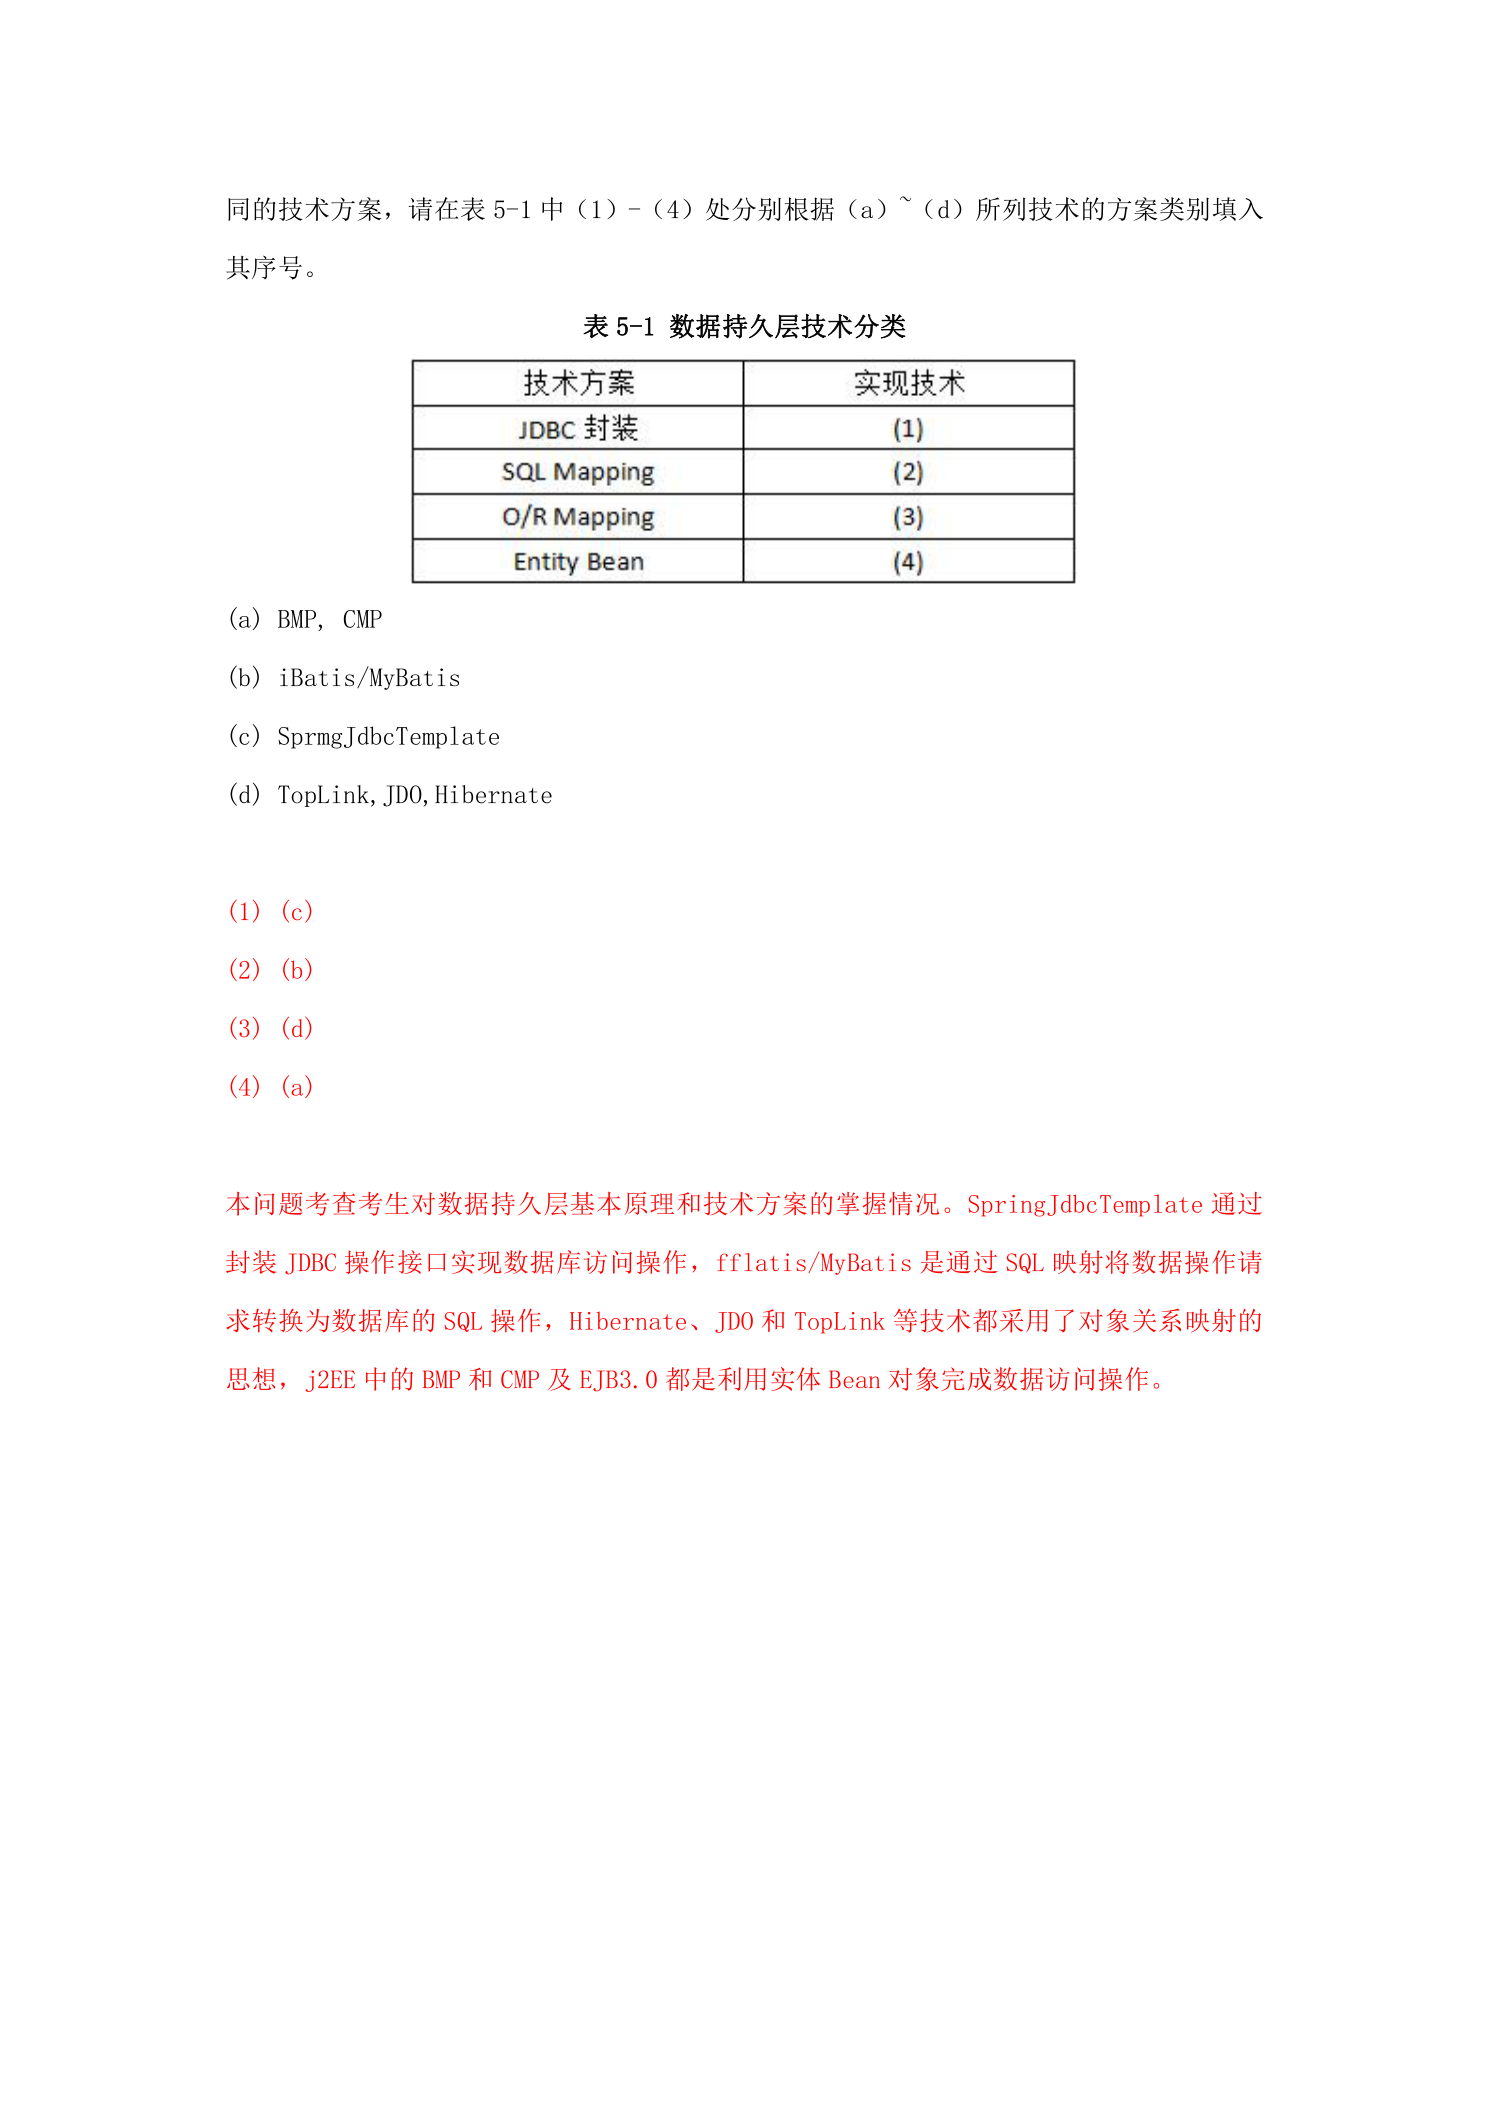 同的技术方案，请在表 5-1 中（1）-（4）处分别根据（a）~（d）所列技术的方案类别填入
其序号。
表 5-1 数据持久层技术分类
技术方案 实现技术
JDBC 封装 (1)
SQL Mapping (2)
O/R Mapping (3)
Entity Bean (4)
(a) BMP, CMP
(b) iBatis/MyBatis
(c) SprmgJdbcTemplate
(d) TopLink,JDO,Hibernate
(1) (c)
(2) (b)
(3) (d)
(4) (a)
本问题考查考生对数据持久层基本原理和技术方案的掌握情况。SpringJdbcTemplate 通过
封装 JDBC 操作接口实现数据库访问操作，fflatis/MyBatis 是通过 SQL 映射将数据操作请
求转换为数据库的 SQL 操作，Hibernate、JDO 和 TopLink 等技术都采用了对象关系映射的
思想，j2EE 中的 BMP 和 CMP 及 EJB3.0 都是利用实体 Bean 对象完成数据访问操作。